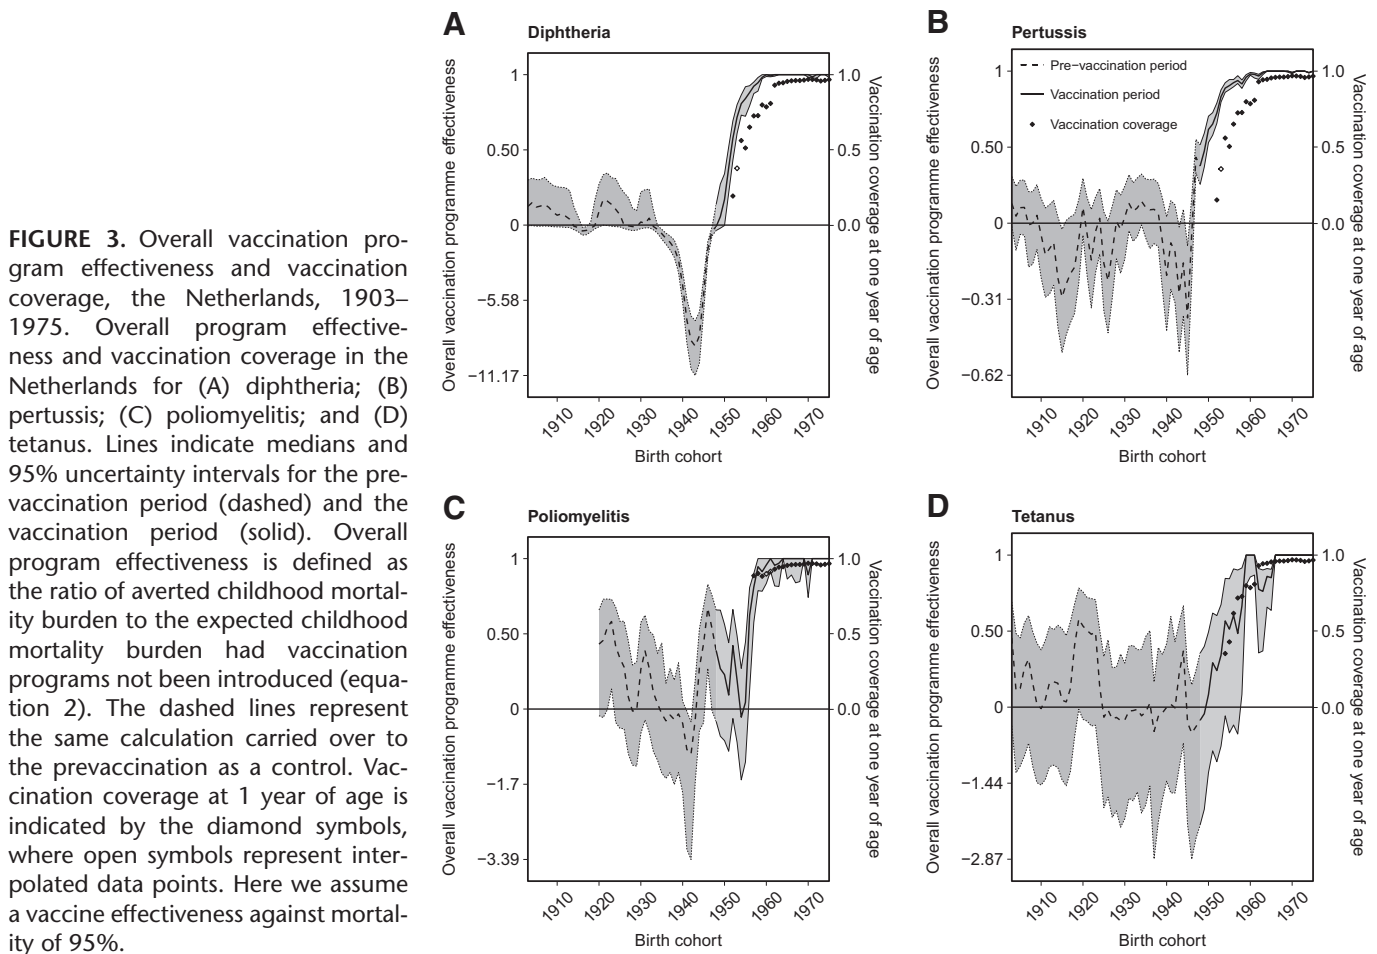 FIGURE 3. Overall vaccination pro-
gram effectiveness and vaccination
coverage, the Netherlands, 1903–
1975. Overall program effective-
ness and vaccination coverage in the
Netherlands for (A) diphtheria; (B)
pertussis; (C) poliomyelitis; and (D)
tetanus. Lines indicate medians and
95% uncertainty intervals for the pre-
vaccination period (dashed) and the
vaccination period (solid). Overall
program effectiveness is defined as
the ratio of averted childhood mortal-
ity burden to the expected childhood
mortality burden had vaccination
programs not been introduced (equa-
tion 2). The dashed lines represent
the same calculation carried over to
the prevaccination as a control. Vac-
cination coverage at 1 year of age is
indicated by the diamond symbols,
where open symbols represent inter-
polated data points. Here we assume
a vaccine effectiveness against mortal-
ity of 95%.
A
Diphtheria
Overall vaccination programme effectiveness
1
0.50
0
−5.58
−11.17
1.0
0.5
0.0
Vaccination coverage at one year of age
1910 1920 1930 1940 1950 1960 1970
Birth cohort
B
Pertussis
Pre−vaccination period
Vaccination period
Vaccination coverage
Overall vaccination programme effectiveness
1
0.50
0
−0.31
−0.62
1.0
0.5
0.0
Vaccination coverage at one year of age
1910 1920 1930 1940 1950 1960 1970
Birth cohort
C
Poliomyelitis
Overall vaccination programme effectiveness
1
0.50
0
−1.7
−3.39
1.0
0.5
0.0
Vaccination coverage at one year of age
1910 1920 1930 1940 1950 1960 1970
Birth cohort
D
Tetanus
Overall vaccination programme effectiveness
1
0.50
0
−1.44
−2.87
1.0
0.5
0.0
Vaccination coverage at one year of age
1910 1920 1930 1940 1950 1960 1970
Birth cohort